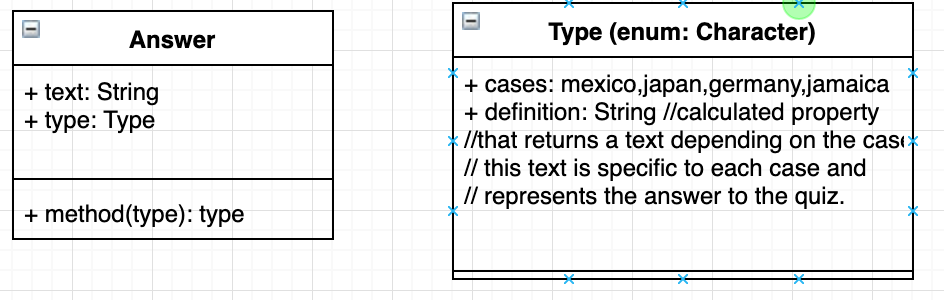 Answer
+ text: String
+ type: Type
+ method(type): type
Type (enum: Character)
+ cases: mexico,japan,germany,jamaica
+ definition: String //calculated property
//that returns a text depending on the cas
// this text is specific to each case and
// represents the answer to the quiz.